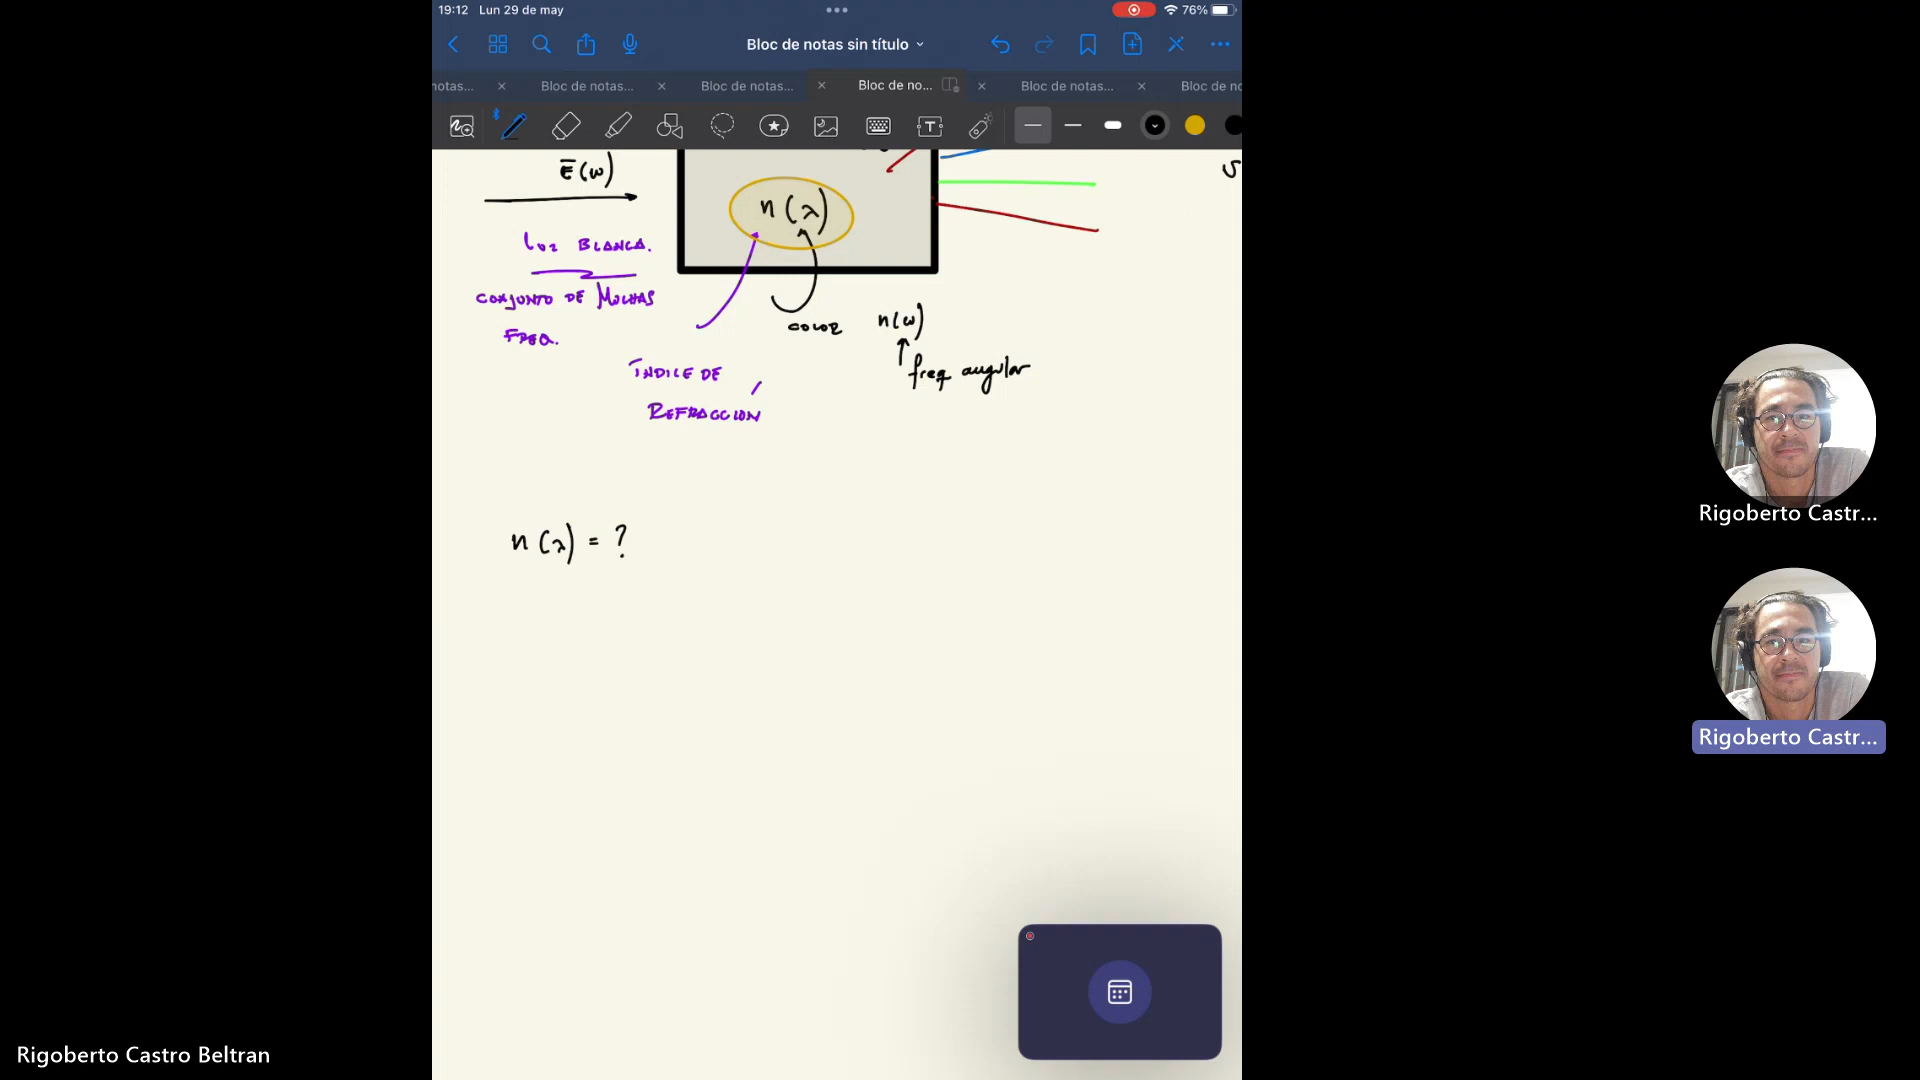 19:12 Lun 29 de may
76%
Bloc de notas sin título
notas...
Bloc de notas...
Bloc de notas...
Bloc de no...
Bloc de notas...
Bloc de no
E̅(ω)
n(λ)
LUZ BLANCA.
CONJUNTO DE MUCHAS
FREQ.
COLOR
n(ω)
freq angular
ÍNDICE DE
REFRACCIÓN
n(λ) = ?
Rigoberto Castr...
Rigoberto Castr...
Rigoberto Castro Beltran